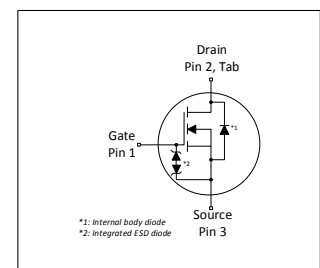 Drain
Pin 2, Tab
*1
Gate
Pin 1
*2
Source
Pin 3
*1: Internal body diode
*2: Integrated ESD diode